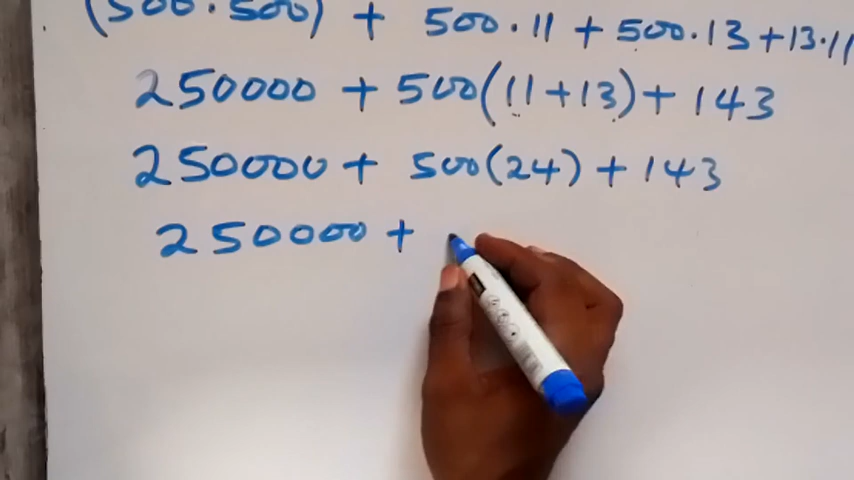 (500·500) + 500·11 + 500·13 + 13·11
250000 + 500(11+13) + 143
250000 + 500(24) + 143
250000 +